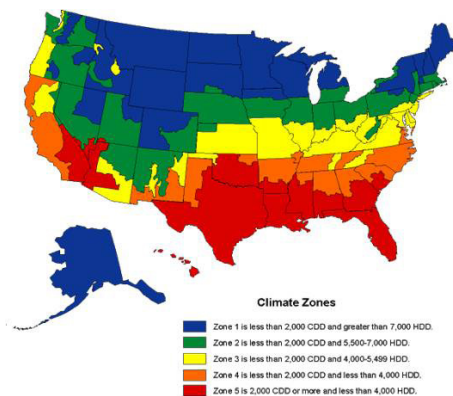 Climate Zones
Zone 1 is less than 2,000 CDD and greater than 7,000 HDD.
Zone 2 is less than 2,000 CDD and 5,500-7,000 HDD.
Zone 3 is less than 2,000 CDD and 4,000-5,499 HDD.
Zone 4 is less than 2,000 CDD and less than 4,000 HDD.
Zone 5 is 2,000 CDD or more and less than 4,000 HDD.